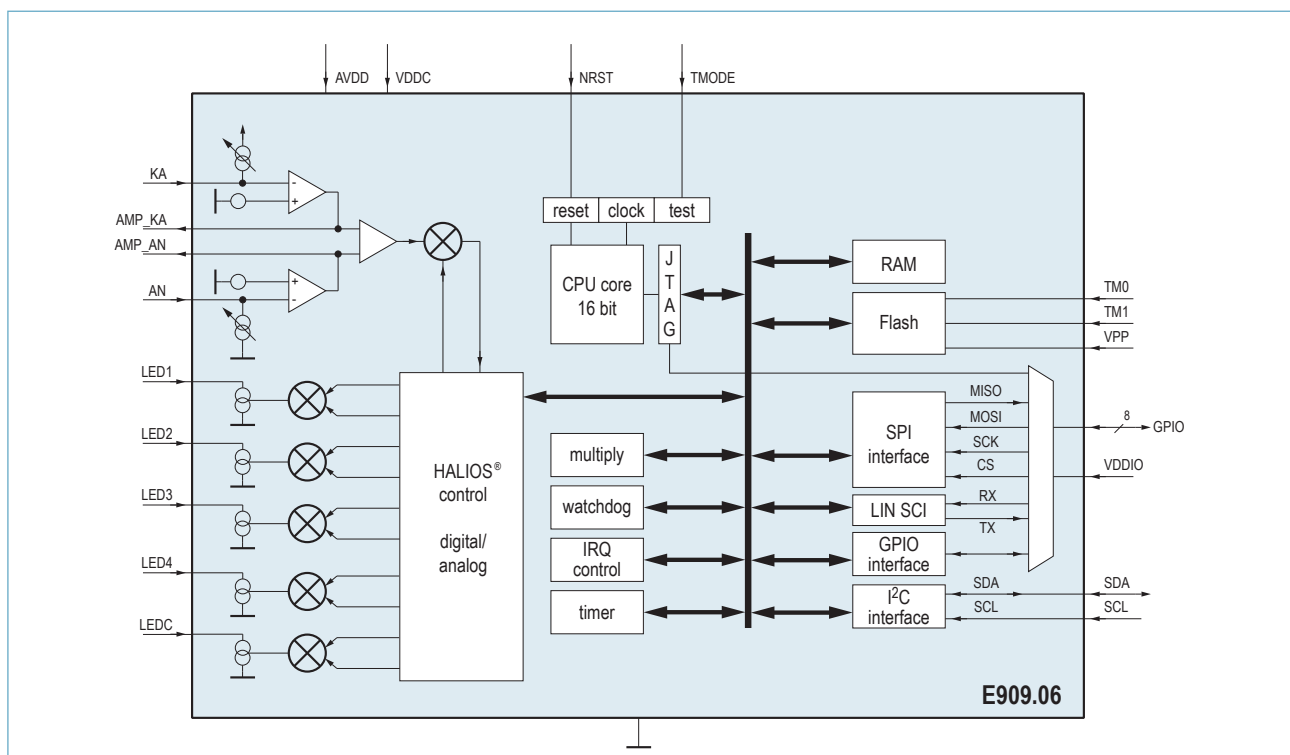 AVDD
VDDC
NRST
TMODE
KA
-
+
AMP_KA
AMP_AN
+
-
AN
reset
clock
test
CPU core
16 bit
JTAG
RAM
Flash
TM0
TM1
VPP
LED1
LED2
LED3
LED4
LEDC
HALIOS®
control
digital/
analog
multiply
watchdog
IRQ
control
timer
SPI
interface
MISO
MOSI
SCK
CS
LIN SCI
RX
TX
GPIO
interface
I²C
interface
SDA
SCL
8
GPIO
VDDIO
SDA
SCL
E909.06